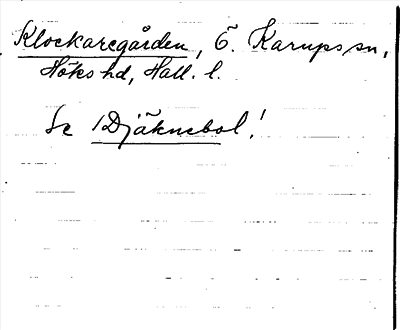 Klockaregården, Ö. Karups sn,
Höks hd, Hall. l.
Se Djäknebol!